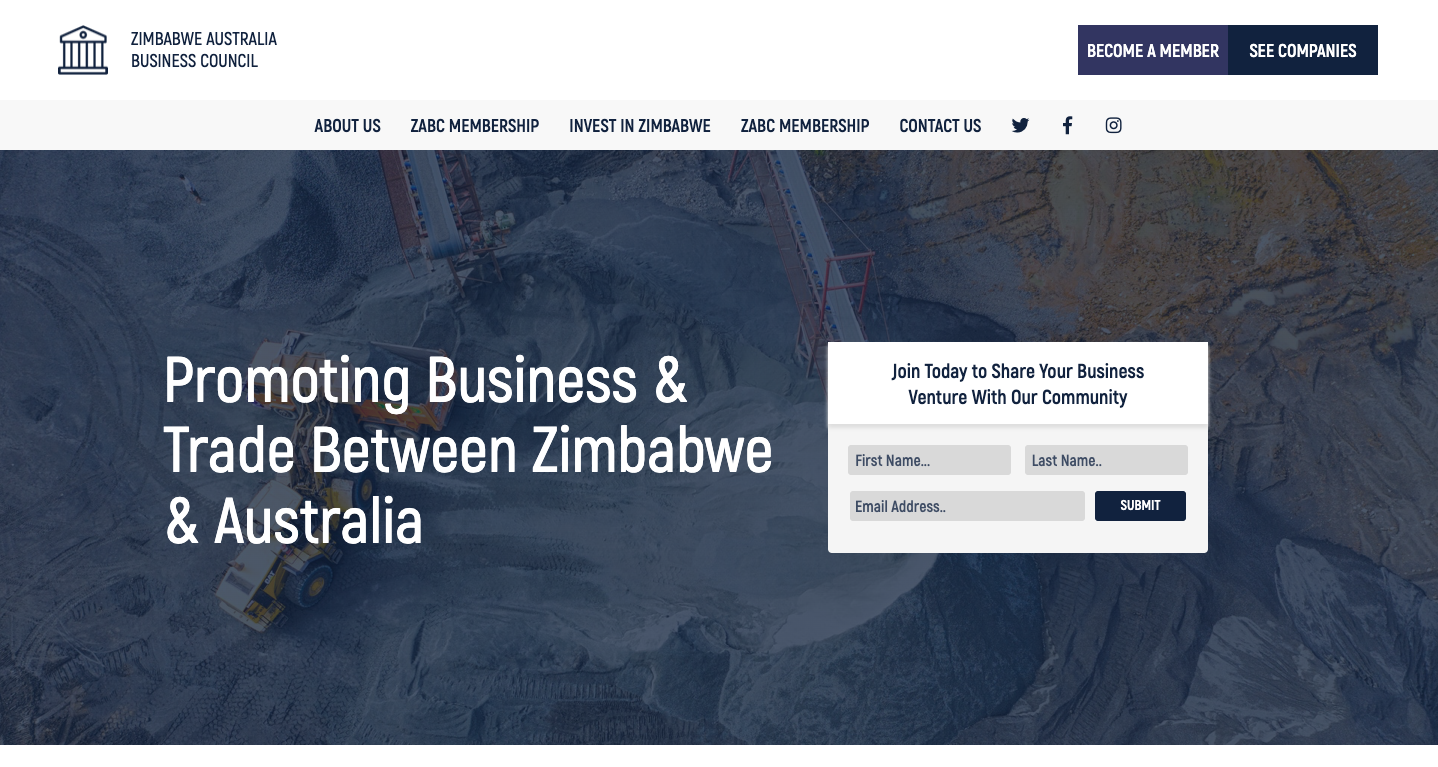 ZIMBABWE AUSTRALIA
BUSINESS COUNCIL
BECOME A MEMBER
SEE COMPANIES
ABOUT US
ZABC MEMBERSHIP
INVEST IN ZIMBABWE
ZABC MEMBERSHIP
CONTACT US
Promoting Business &
Trade Between Zimbabwe
& Australia
Join Today to Share Your Business
Venture With Our Community
First Name...
Last Name..
Email Address..
SUBMIT